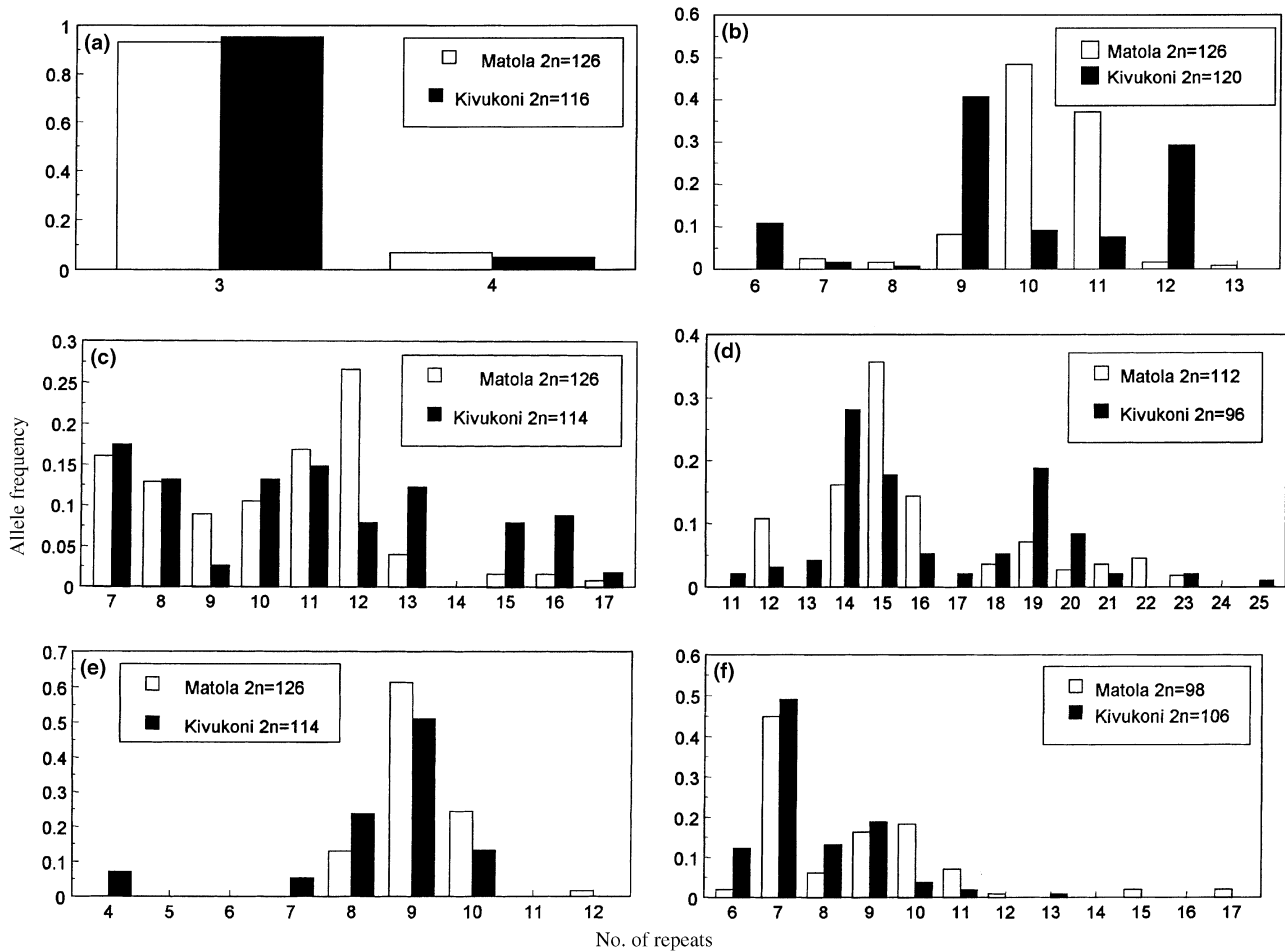 (a)
1
0.8
0.6
0.4
0.2
0
Matola 2n=126
Kivukoni 2n=116
3 4
(b)
0.6
0.5
0.4
0.3
0.2
0.1
0
Matola 2n=126
Kivukoni 2n=120
6 7 8 9 10 11 12 13
(c)
0.3
0.25
0.2
0.15
0.1
0.05
0
Matola 2n=126
Kivukoni 2n=114
7 8 9 10 11 12 13 14 15 16 17
(d)
0.4
0.3
0.2
0.1
0
Matola 2n=112
Kivukoni 2n=96
11 12 13 14 15 16 17 18 19 20 21 22 23 24 25
Allele frequency
(e)
0.7
0.6
0.5
0.4
0.3
0.2
0.1
0
Matola 2n=126
Kivukoni 2n=114
4 5 6 7 8 9 10 11 12
(f)
0.6
0.5
0.4
0.3
0.2
0.1
0
Matola 2n=98
Kivukoni 2n=106
6 7 8 9 10 11 12 13 14 15 16 17
No. of repeats